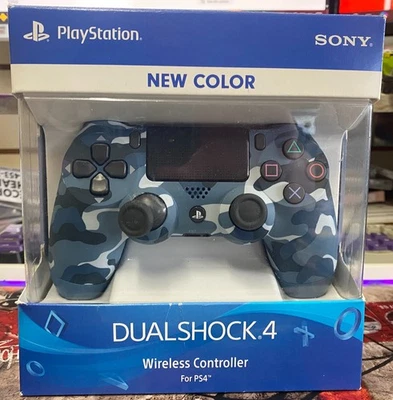 PlayStation.
SONY
NEW COLOR
DUALSHOCK.4
Wireless Controller
For PS4™